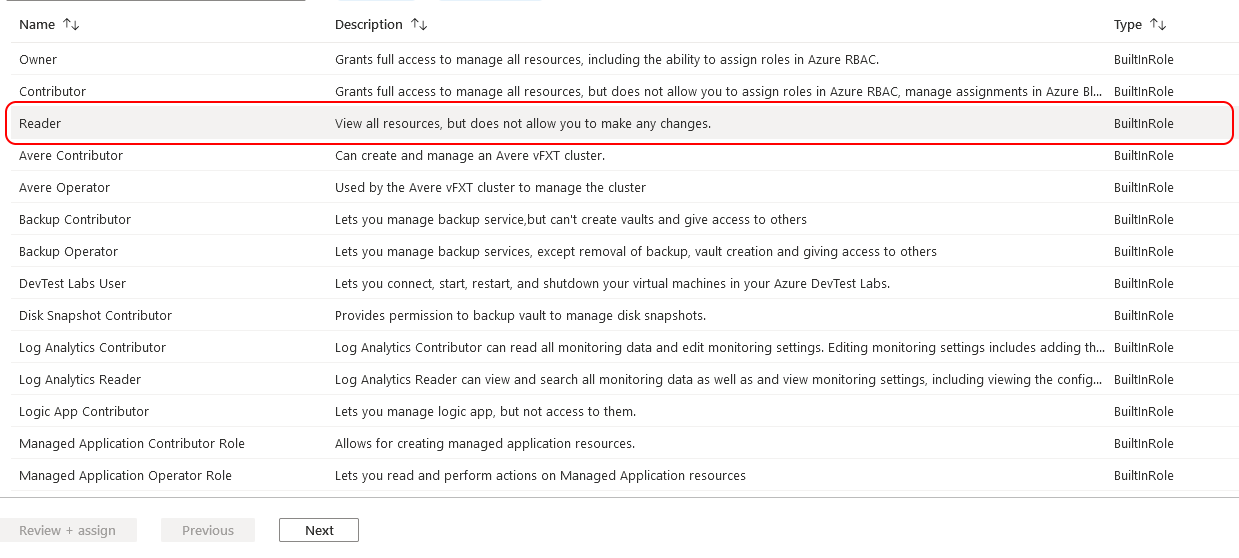 Name ↑↓ Description ↑↓ Type ↑↓
Owner Grants full access to manage all resources, including the ability to assign roles in Azure RBAC. BuiltInRole
Contributor Grants full access to manage all resources, but does not allow you to assign roles in Azure RBAC, manage assignments in Azure Bl... BuiltInRole
Reader View all resources, but does not allow you to make any changes. BuiltInRole
Avere Contributor Can create and manage an Avere vFXT cluster. BuiltInRole
Avere Operator Used by the Avere vFXT cluster to manage the cluster BuiltInRole
Backup Contributor Lets you manage backup service,but can't create vaults and give access to others BuiltInRole
Backup Operator Lets you manage backup services, except removal of backup, vault creation and giving access to others BuiltInRole
DevTest Labs User Lets you connect, start, restart, and shutdown your virtual machines in your Azure DevTest Labs. BuiltInRole
Disk Snapshot Contributor Provides permission to backup vault to manage disk snapshots. BuiltInRole
Log Analytics Contributor Log Analytics Contributor can read all monitoring data and edit monitoring settings. Editing monitoring settings includes adding th... BuiltInRole
Log Analytics Reader Log Analytics Reader can view and search all monitoring data as well as and view monitoring settings, including viewing the config... BuiltInRole
Logic App Contributor Lets you manage logic app, but not access to them. BuiltInRole
Managed Application Contributor Role Allows for creating managed application resources. BuiltInRole
Managed Application Operator Role Lets you read and perform actions on Managed Application resources BuiltInRole
Review + assign Previous Next